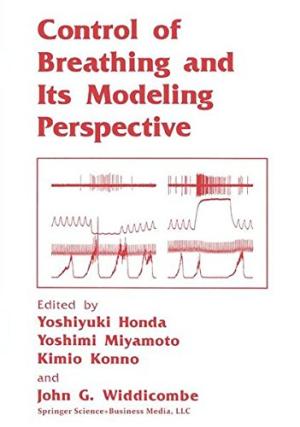 Control of
Breathing and
Its Modeling
Perspective
Edited by
Yoshiyuki Honda
Yoshimi Miyamoto
Kimio Konno
and
John G. Widdicombe
Springer Science+Business Media, LLC